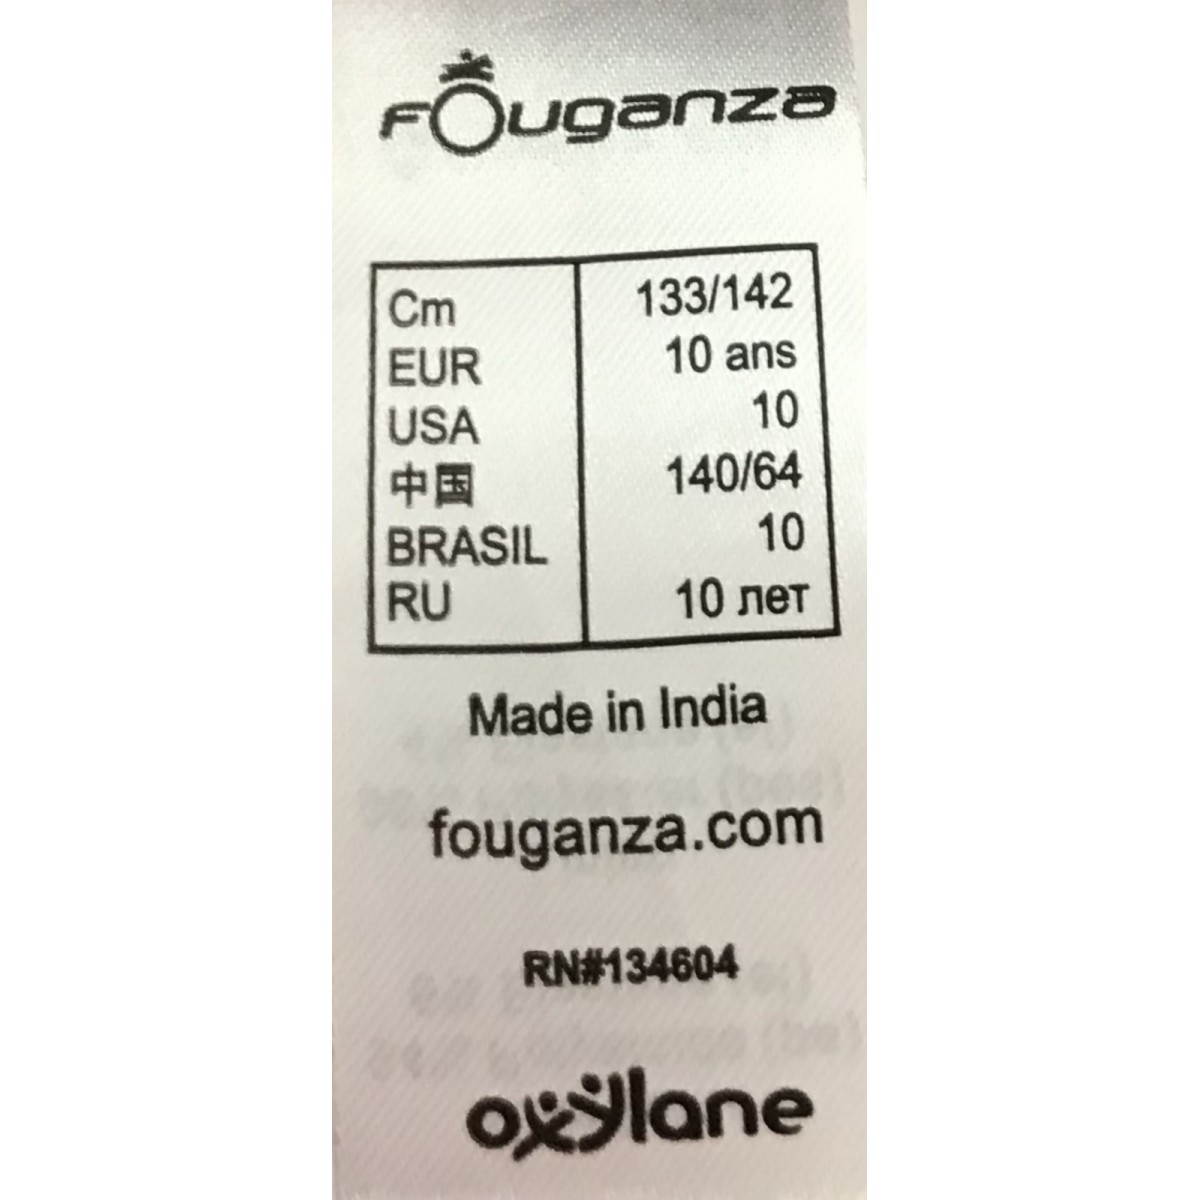 Fouganza
Cm 133/142
EUR 10 ans
USA 10
中国 140/64
BRASIL 10
RU 10 лет
Made in India
fouganza.com
RN#134604
oxylane